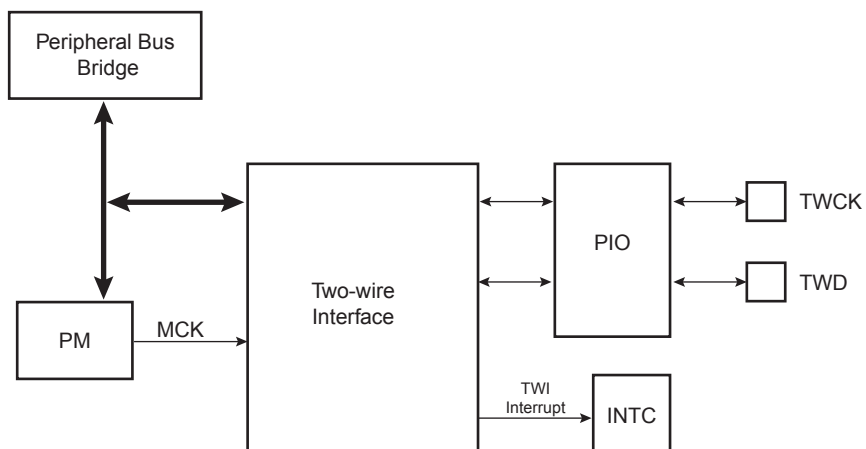 Peripheral Bus
Bridge
TWCK
PIO
Two-wire
Interface
TWD
PM
MCK
TWI
Interrupt
INTC